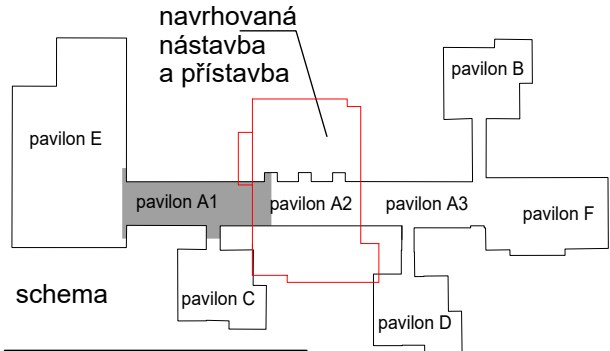 navrhovaná
nástavba
a přístavba
pavilon B
pavilon E
pavilon A1
pavilon A2
pavilon A3
pavilon F
schema
pavilon C
pavilon D